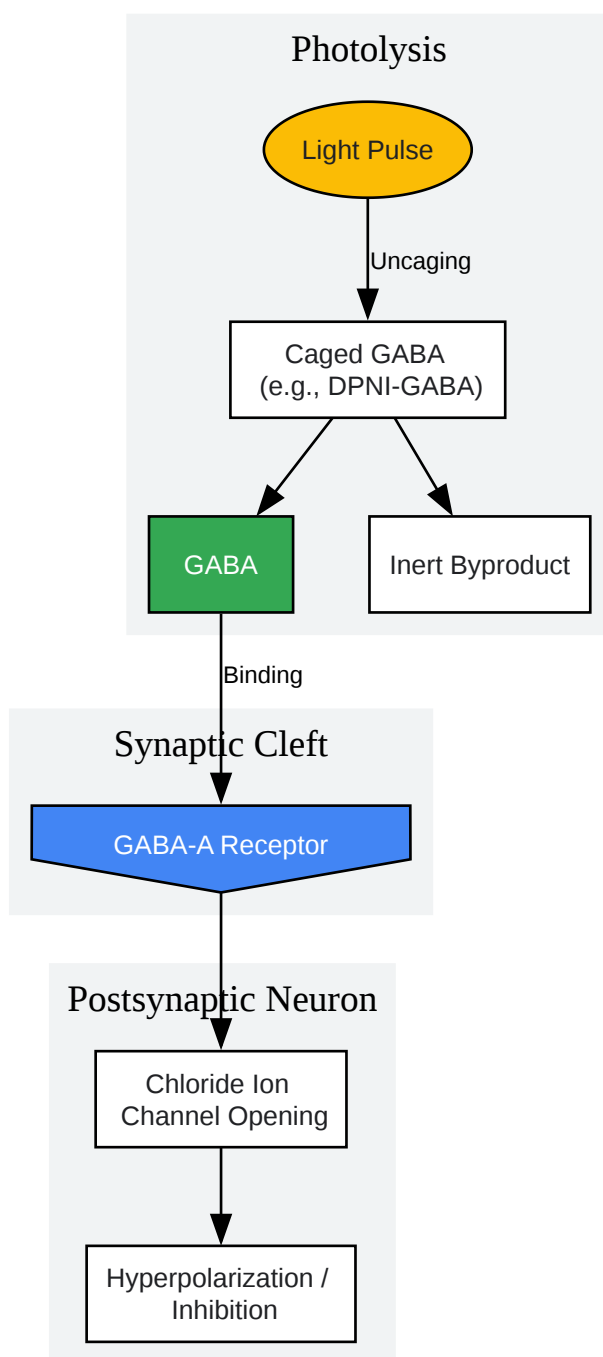 Photolysis
Light Pulse
Uncaging
Caged GABA
(e.g., DPNI-GABA)
GABA
Inert Byproduct
Binding
Synaptic Cleft
GABA-A Receptor
Postsynaptic Neuron
Chloride Ion
Channel Opening
Hyperpolarization /
Inhibition